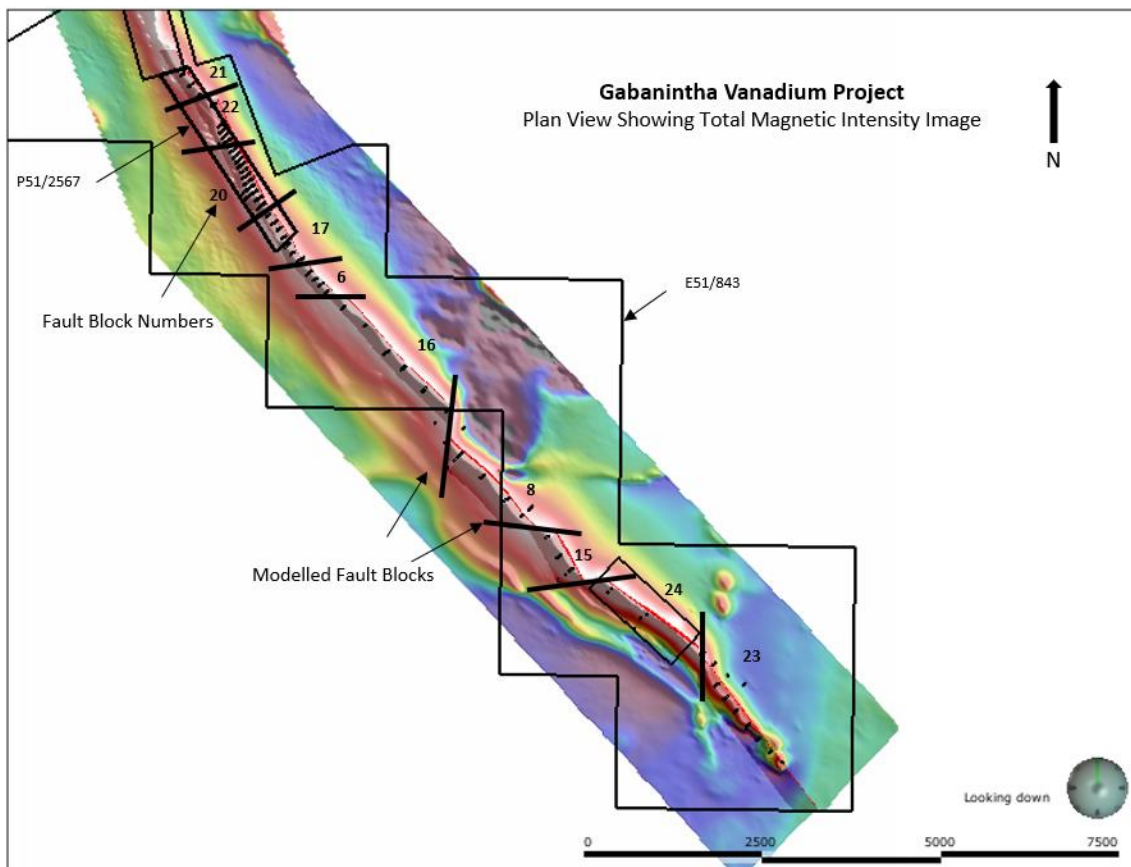 Gabanintha Vanadium Project
Plan View Showing Total Magnetic Intensity Image
N
21
22
P51/2567
20
17
6
E51/843
Fault Block Numbers
16
8
Modelled Fault Blocks
15
24
23
Looking down
0 2500 5000 7500